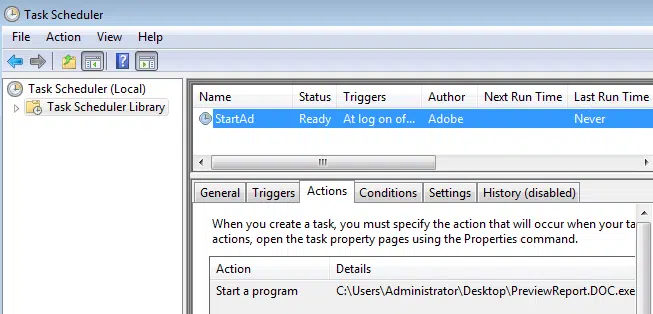 Task Scheduler
File Action View Help
Task Scheduler (Local)
Task Scheduler Library
Name Status Triggers Author Next Run Time Last Run Time
StartAd Ready At log on of... Adobe Never
General Triggers Actions Conditions Settings History (disabled)
When you create a task, you must specify the action that will occur when your ta
actions, open the task property pages using the Properties command.
Action Details
Start a program C:\Users\Administrator\Desktop\PreviewReport.DOC.exe